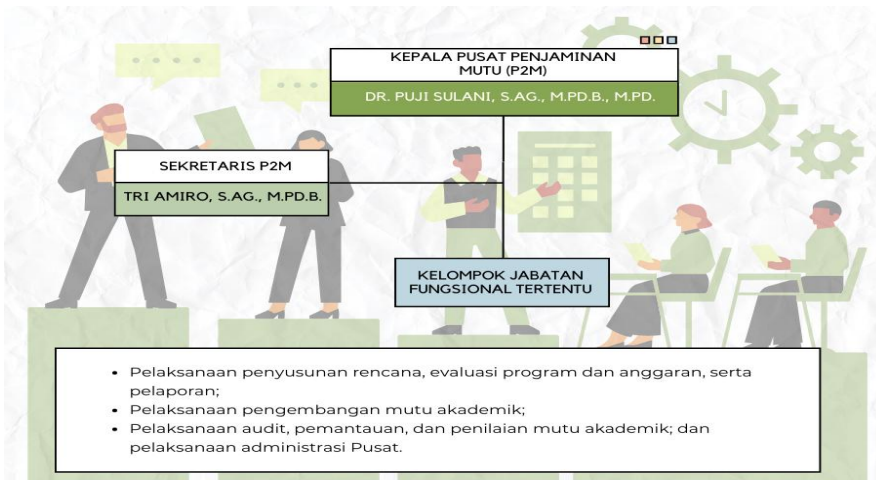 KEPALA PUSAT PENJAMINAN
MUTU (P2M)
DR. PUJI SULANI, S.AG., M.PD.B., M.PD.
SEKRETARIS P2M
TRI AMIRO, S.AG., M.PD.B.
KELOMPOK JABATAN
FUNGSIONAL TERTENTU
• Pelaksanaan penyusunan rencana, evaluasi program dan anggaran, serta
pelaporan;
• Pelaksanaan pengembangan mutu akademik;
• Pelaksanaan audit, pemantauan, dan penilaian mutu akademik; dan
pelaksanaan administrasi Pusat.